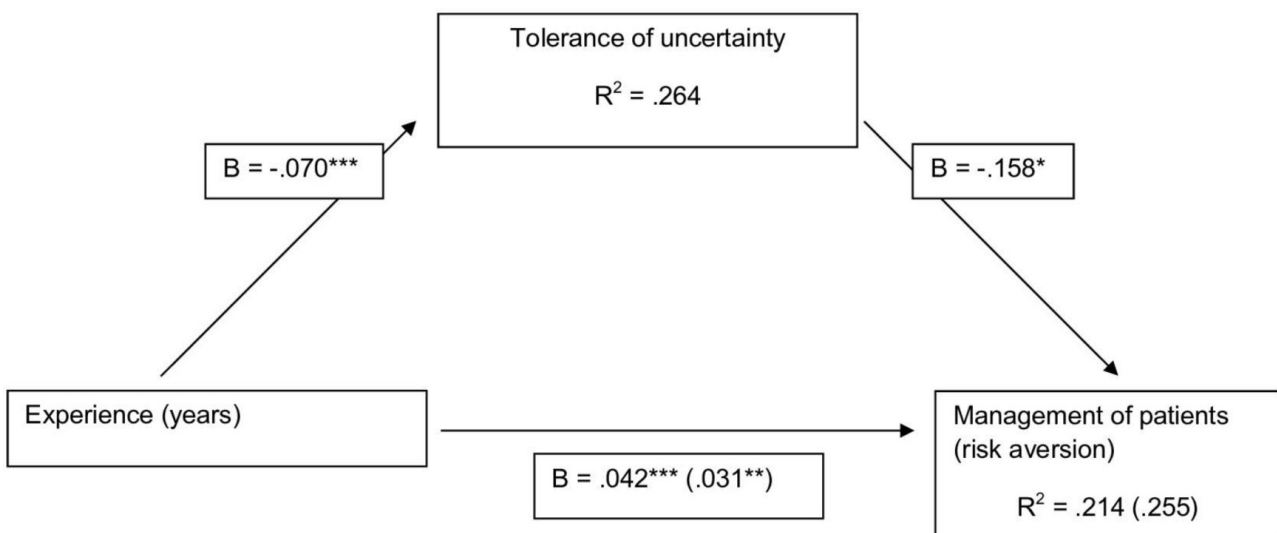 Tolerance of uncertainty
R² = .264
B = -.070***
B = -.158*
Experience (years)
B = .042*** (.031**)
Management of patients
(risk aversion)
R² = .214 (.255)